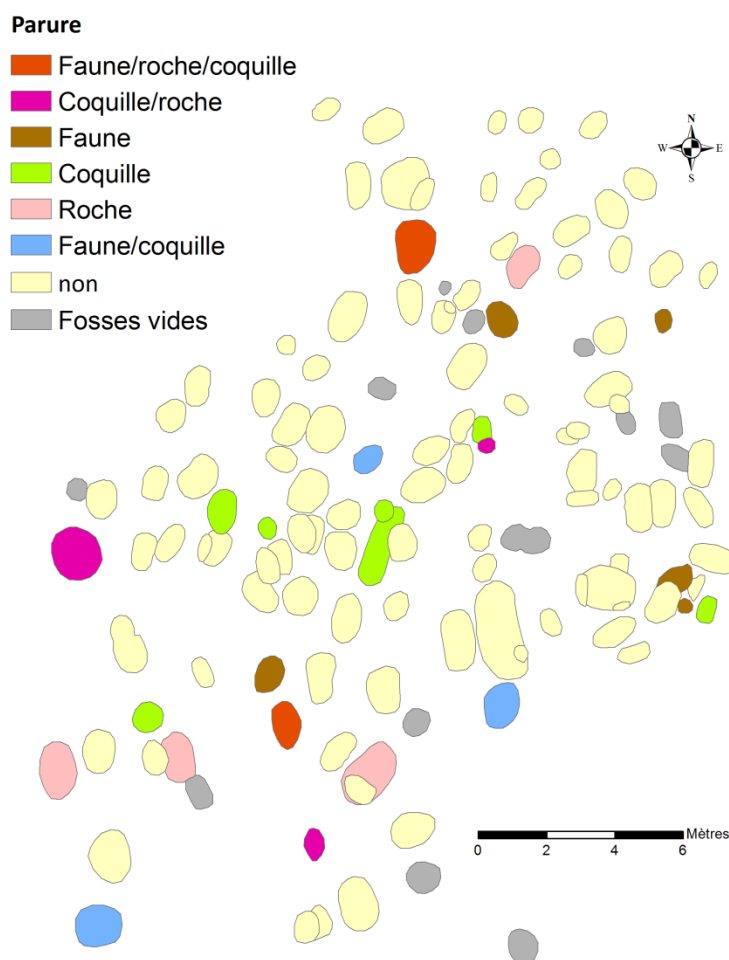 Parure
Faune/roche/coquille
Coquille/roche
Faune
Coquille
Roche
Faune/coquille
non
Fosses vides
N
W E
S
Mètres
0 2 4 6